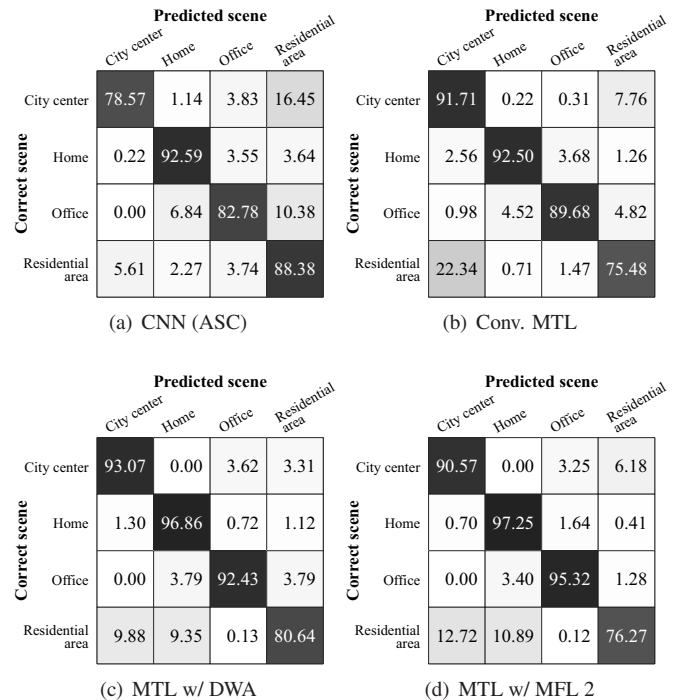 Predicted scene
City center Home Office Residential area
City center 78.57 1.14 3.83 16.45
Home 0.22 92.59 3.55 3.64
Office 0.00 6.84 82.78 10.38
Residential area 5.61 2.27 3.74 88.38
Correct scene
(a) CNN (ASC)
Predicted scene
City center Home Office Residential area
City center 91.71 0.22 0.31 7.76
Home 2.56 92.50 3.68 1.26
Office 0.98 4.52 89.68 4.82
Residential area 22.34 0.71 1.47 75.48
Correct scene
(b) Conv. MTL
Predicted scene
City center Home Office Residential area
City center 93.07 0.00 3.62 3.31
Home 1.30 96.86 0.72 1.12
Office 0.00 3.79 92.43 3.79
Residential area 9.88 9.35 0.13 80.64
Correct scene
(c) MTL w/ DWA
Predicted scene
City center Home Office Residential area
City center 90.57 0.00 3.25 6.18
Home 0.70 97.25 1.64 0.41
Office 0.00 3.40 95.32 1.28
Residential area 12.72 10.89 0.12 76.27
Correct scene
(d) MTL w/ MFL 2